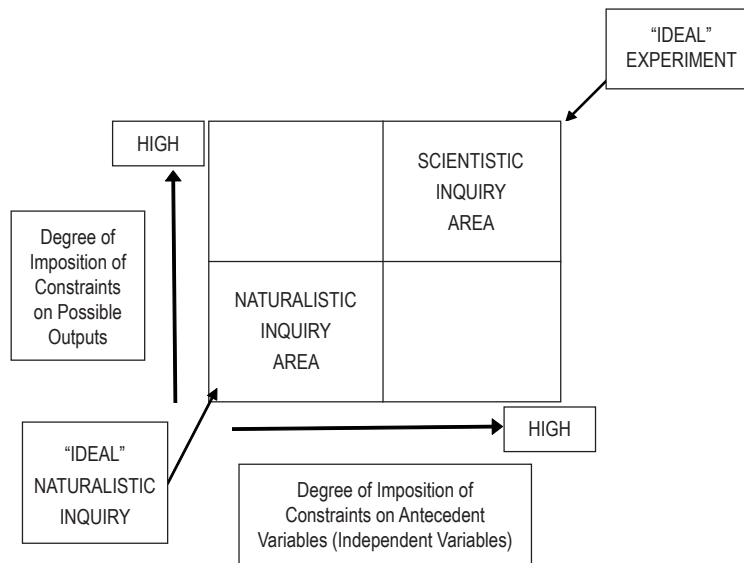 “IDEAL”
EXPERIMENT
HIGH
SCIENTISTIC
INQUIRY
AREA
Degree of
Imposition of
Constraints
on Possible
Outputs
NATURALISTIC
INQUIRY
AREA
HIGH
“IDEAL”
NATURALISTIC
INQUIRY
Degree of Imposition of
Constraints on Antecedent
Variables (Independent Variables)